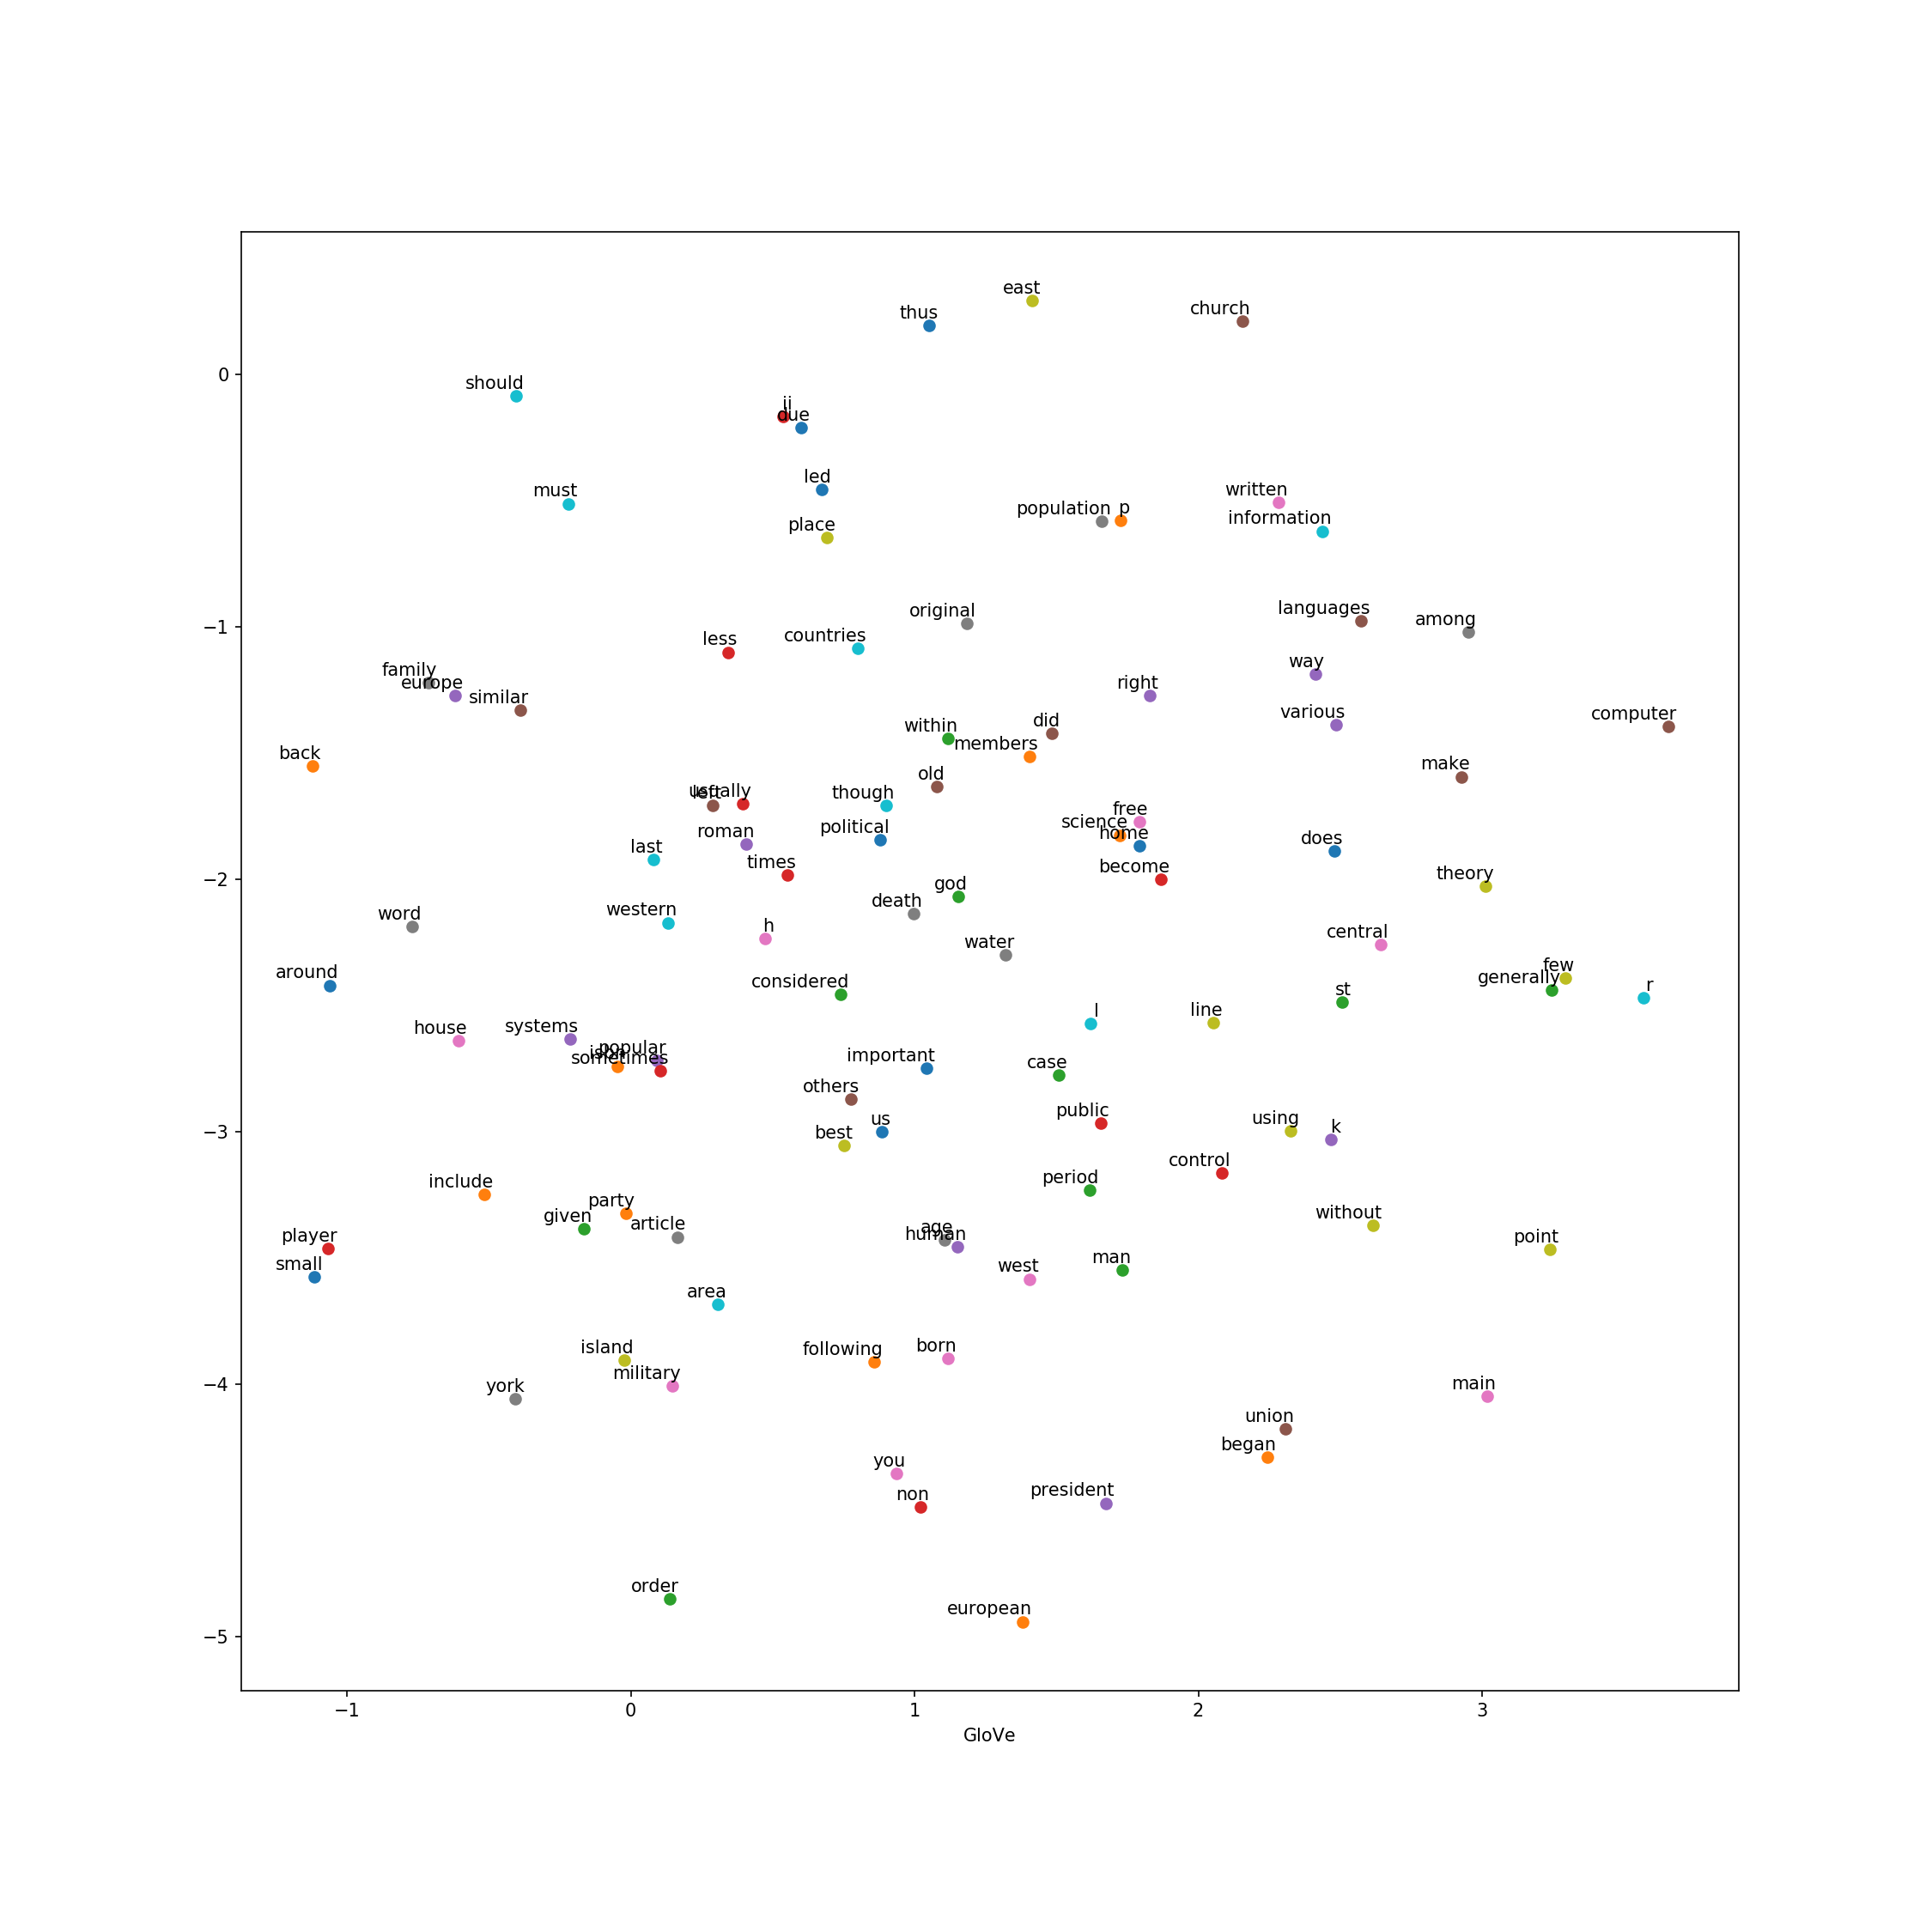 east
church
thus
0
should
ii
due
led
must
written
population
p
information
place
languages
original
among
−1
countries
less
way
family
europe
right
similar
various
computer
did
within
members
back
make
old
usually
left
though
free
science
political
roman
home
does
last
times
become
−2
theory
god
death
western
word
h
central
water
few
around
generally
considered
r
st
l
line
systems
house
popular
isbn
sometimes
important
case
others
public
us
using
k
best
−3
control
period
include
party
without
given
article
age
human
player
point
man
small
west
area
born
island
following
military
−4
main
york
union
began
you
president
non
order
european
−5
−1
0
1
2
3
GloVe